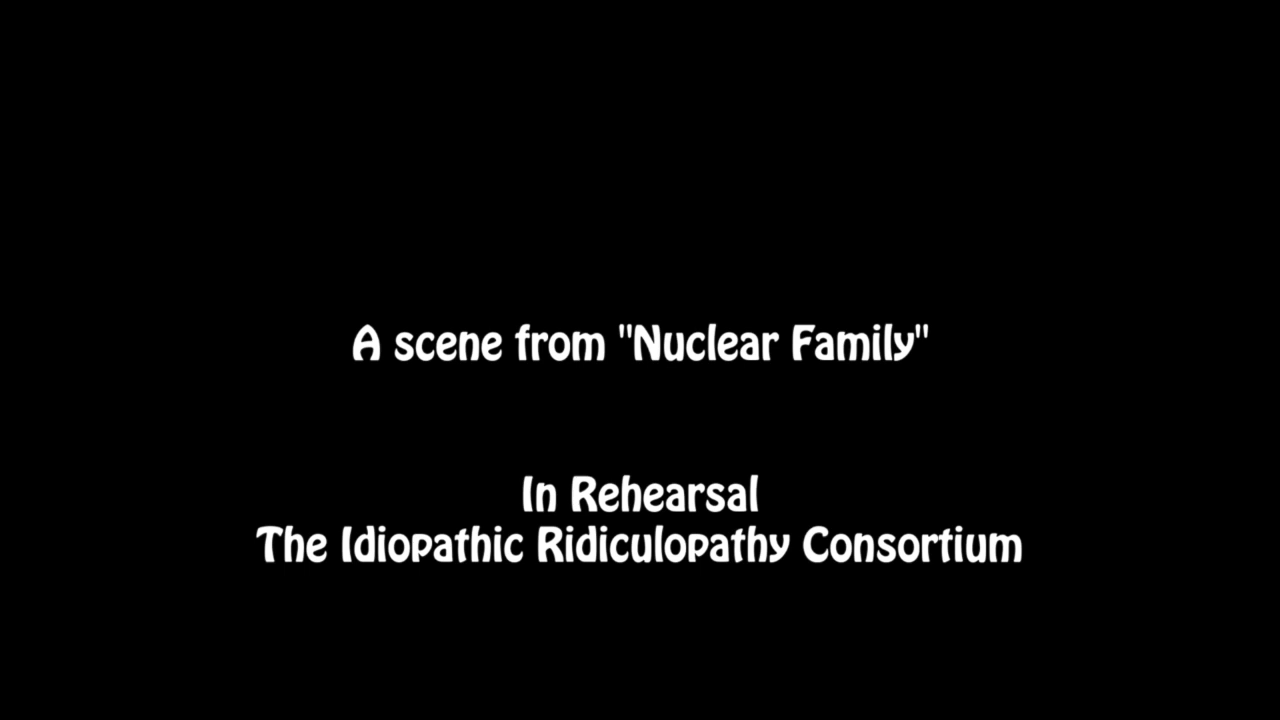 A scene from "Nuclear Family"
In Rehearsal
The Idiopathic Ridiculopathy Consortium